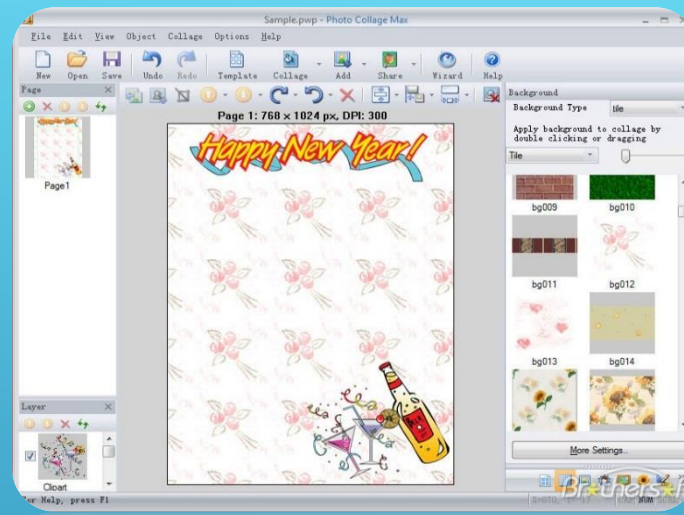 Sample.pwp - Photo Collage Max
File Edit View Object Collage Options Help
New Open Save Undo Redo Template Collage Add Share Wizard Help
Page
Page 1: 768 × 1024 px, DPI: 300
Page1
Happy New Year!
Background
Background Type tile
Apply background to collage by
double clicking or dragging
Tile
bg009 bg010
bg011 bg012
bg013 bg014
More Settings..
Layer
Clipart
For Help, press F1
NUM